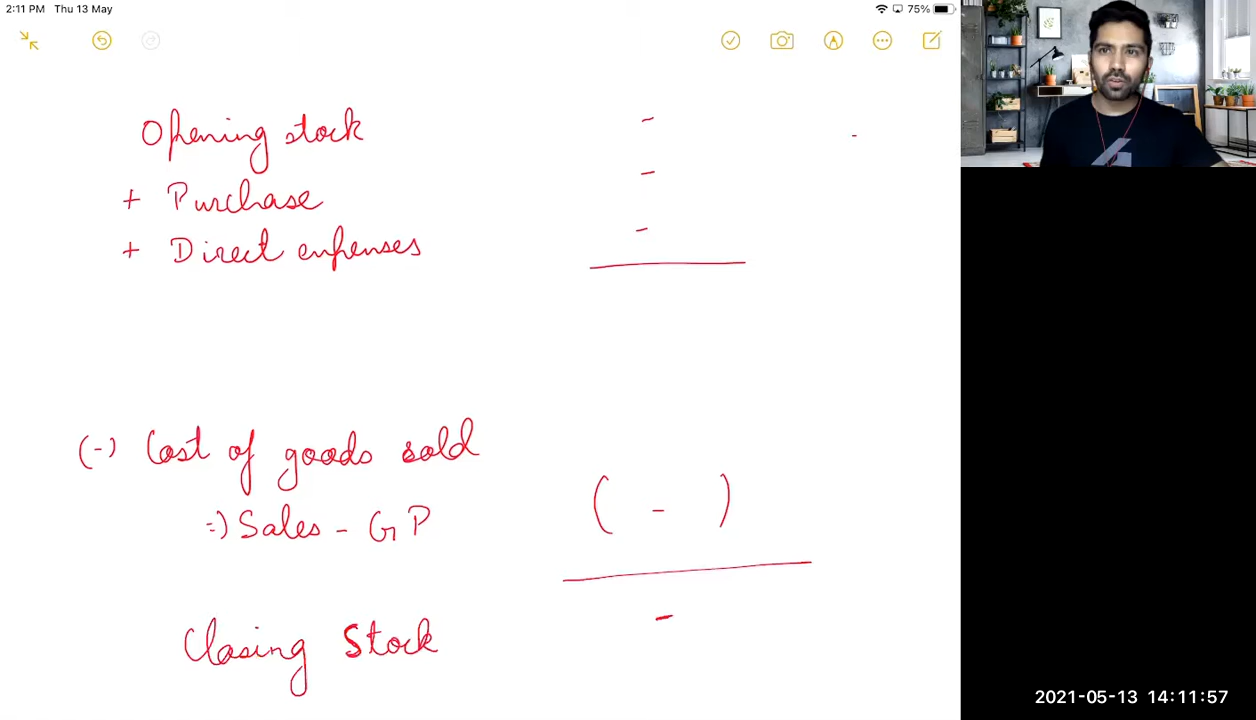 2:11 PM Thu 13 May
75%
Opening stock -
+ Purchase -
+ Direct expenses -
(-) Cost of goods sold
=) Sales - GP ( - )
Closing Stock -
2021-05-13 14:11:57